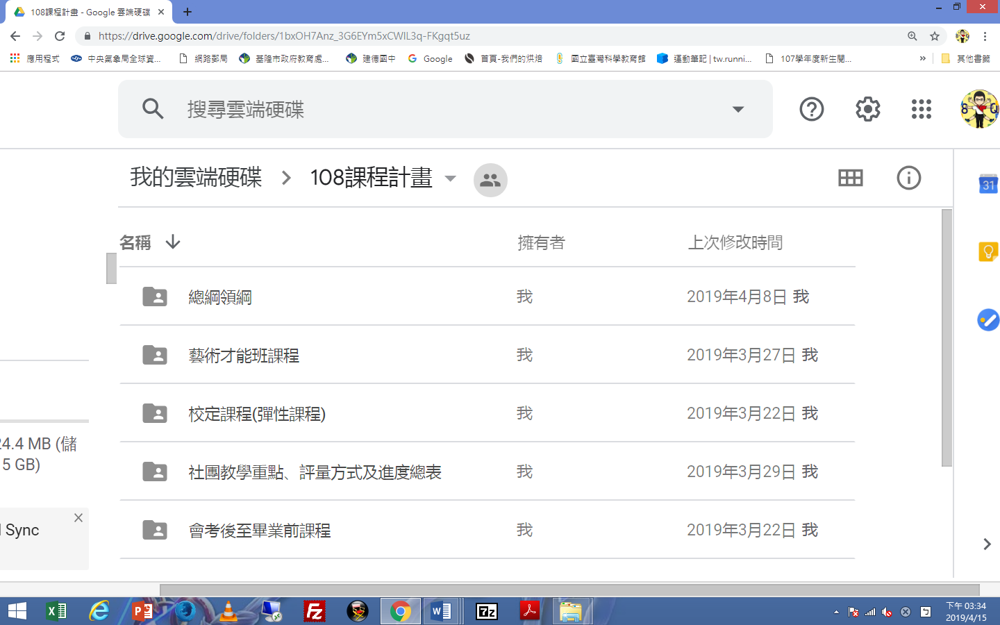 108課程計畫 - Google 雲端硬碟
https://drive.google.com/drive/folders/1bxOH7Anz_3G6EYm5xCWlL3q-FKgqt5uz
應用程式 中央氣象局全球資... 網路郵局 基隆市政府教育處... 建德國中 Google 首頁-我們的烘焙 國立臺灣科學教育館 運動筆記 | tw.runni... 107學年度新生閱... » 其他書籤
搜尋雲端硬碟
我的雲端硬碟 > 108課程計畫
31
名稱 擁有者 上次修改時間
總綱領綱 我 2019年4月8日 我
藝術才能班課程 我 2019年3月27日 我
校定課程(彈性課程) 我 2019年3月22日 我
24.4 MB (儲
5 GB)
社團教學重點、評量方式及進度總表 我 2019年3月29日 我
Sync
會考後至畢業前課程 我 2019年3月22日 我
下午 03:34
2019/4/15